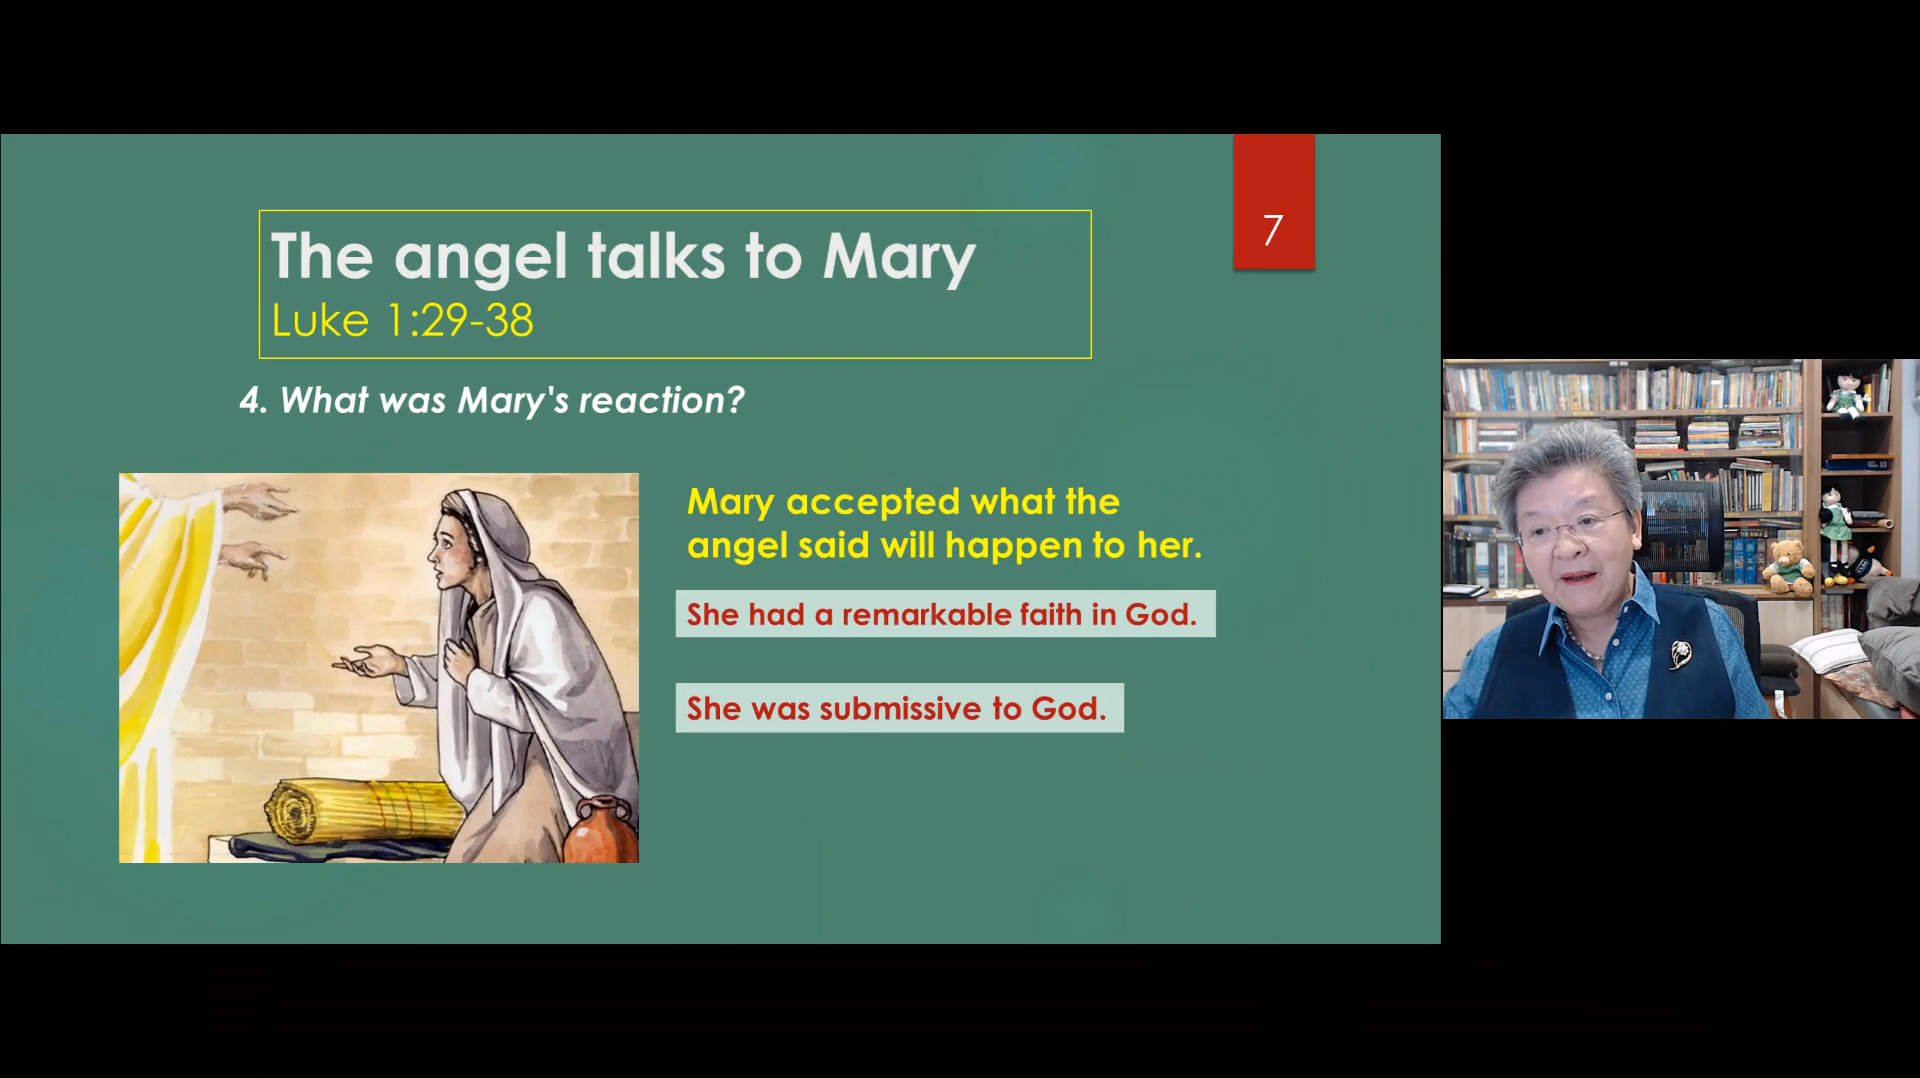 7
The angel talks to Mary
Luke 1:29-38
4. What was Mary's reaction?
Mary accepted what the
angel said will happen to her.
She had a remarkable faith in God.
She was submissive to God.